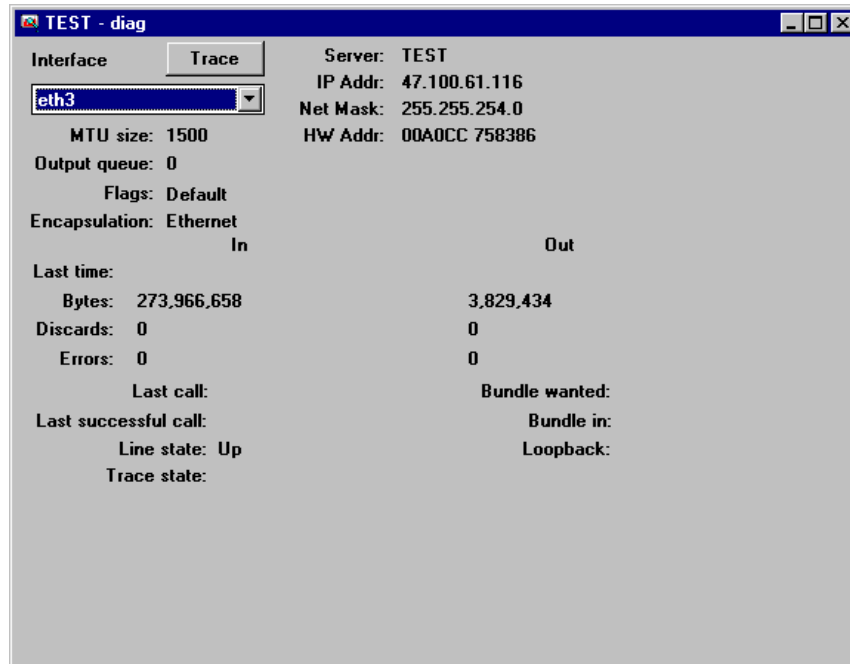 TEST - diag
Interface Trace
eth3
Server: TEST
IP Addr: 47.100.61.116
Net Mask: 255.255.254.0
HW Addr: 00A0CC 758386
MTU size: 1500
Output queue: 0
Flags: Default
Encapsulation: Ethernet
In Out
Last time:
Bytes: 273,966,658 3,829,434
Discards: 0 0
Errors: 0 0
Last call: Bundle wanted:
Last successful call: Bundle in:
Line state: Up Loopback:
Trace state: